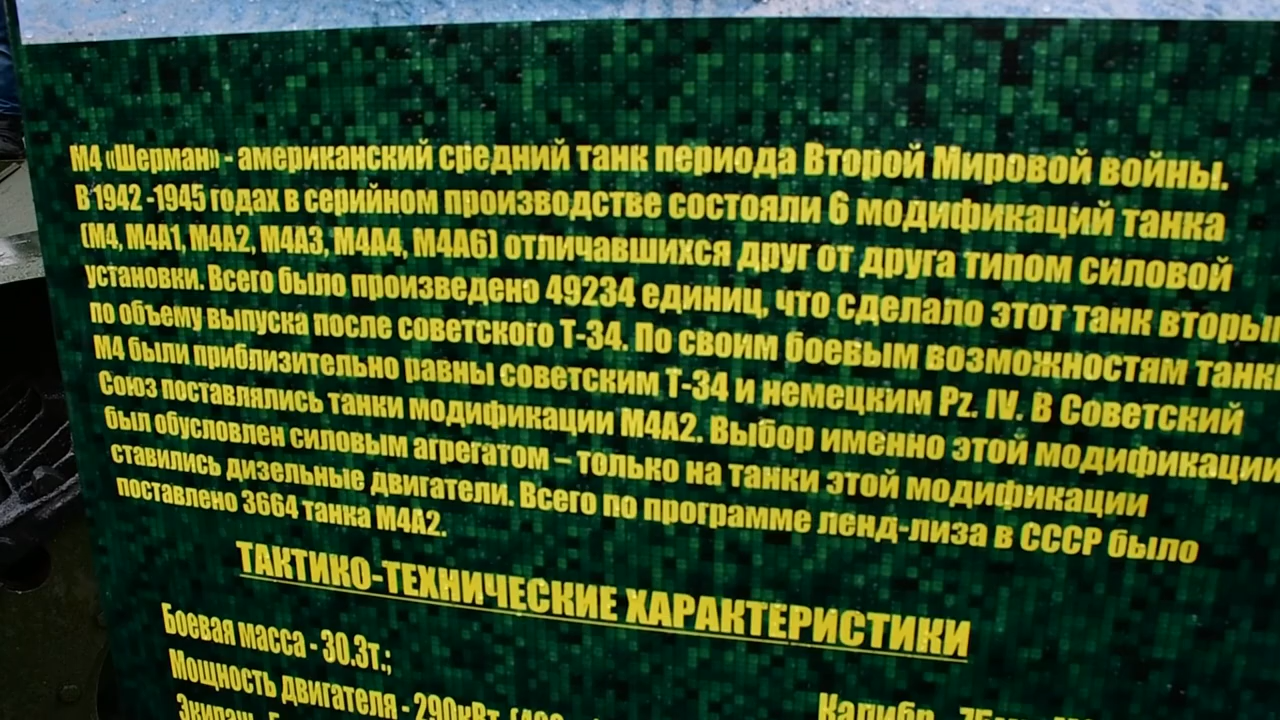 М4 «Шерман» - американский средний танк периода Второй Мировой войны.
В 1942 -1945 годах в серийном производстве состояли 6 модификаций танка
(М4, М4А1, М4А2, М4А3, М4А4, М4А6) отличавшихся друг от друга типом силовой
установки. Всего было произведено 49234 единиц, что сделало этот танк вторым
по объему выпуска после советского Т-34. По своим боевым возможностям танки
М4 были приблизительно равны советским Т-34 и немецким Pz. IV. В Советский
Союз поставлялись танки модификации М4А2. Выбор именно этой модификации
был обусловлен силовым агрегатом – только на танки этой модификации
ставились дизельные двигатели. Всего по программе ленд-лиза в СССР было
поставлено 3664 танка М4А2.
ТАКТИКО-ТЕХНИЧЕСКИЕ ХАРАКТЕРИСТИКИ
Боевая масса - 30.3т.;
Мощность двигателя - 290кВт
Экипаж
Калибр